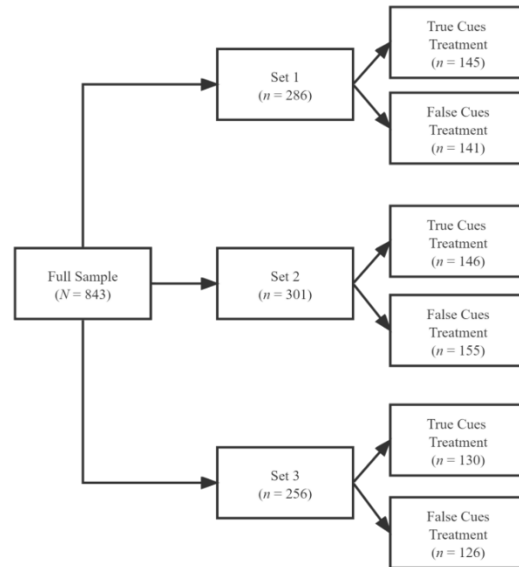 True Cues
Treatment
(n = 145)
Set 1
(n = 286)
False Cues
Treatment
(n = 141)
True Cues
Treatment
(n = 146)
Full Sample
(N = 843)
Set 2
(n = 301)
False Cues
Treatment
(n = 155)
True Cues
Treatment
(n = 130)
Set 3
(n = 256)
False Cues
Treatment
(n = 126)